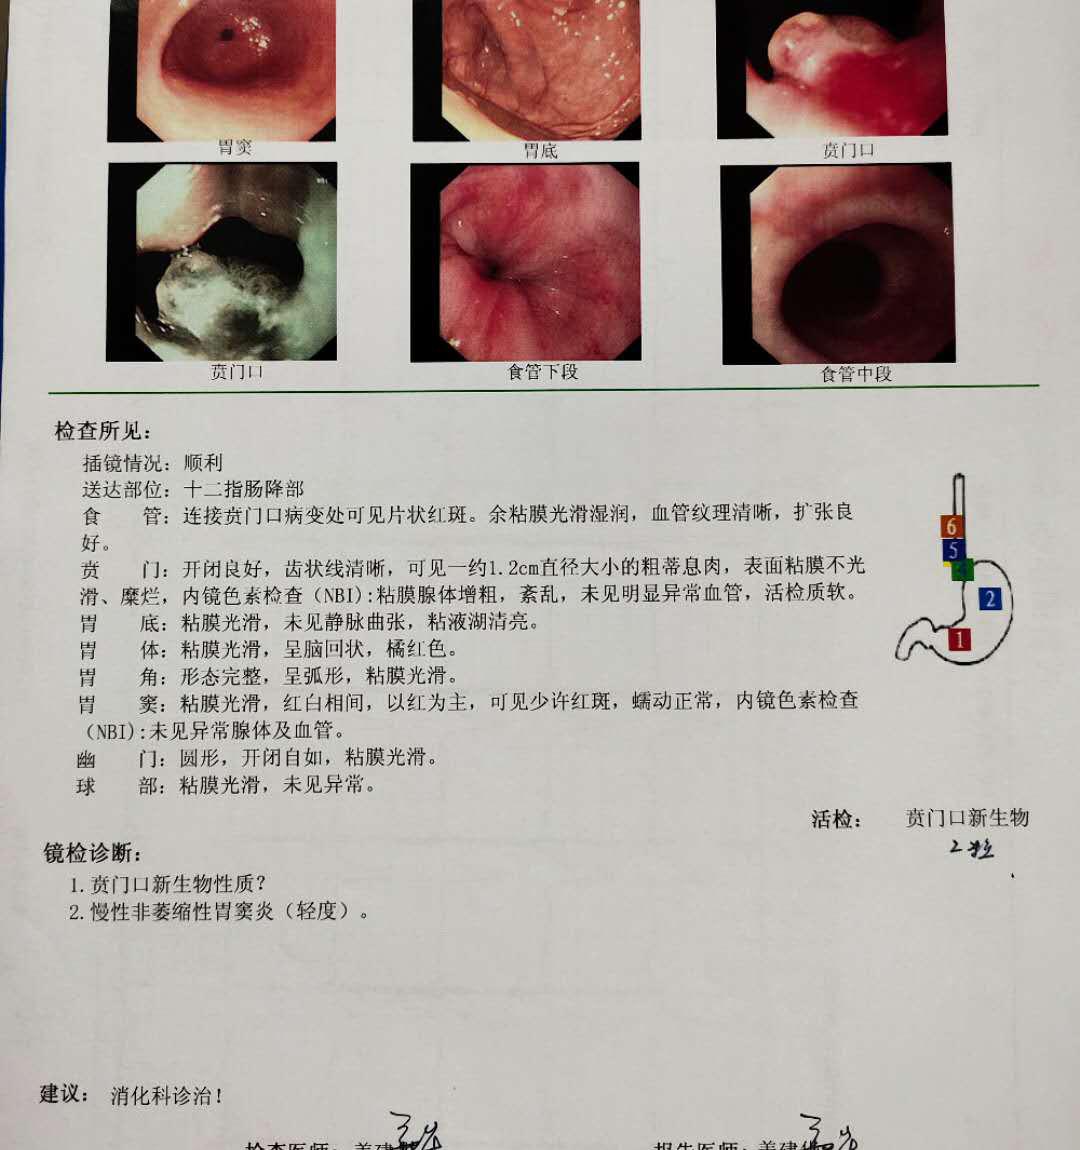 胃窦 胃底 贲门口
贲门口 食管下段 食管中段
检查所见:
插镜情况: 顺利
送达部位: 十二指肠降部
食 管: 连接贲门口病变处可见片状红斑。余粘膜光滑湿润, 血管纹理清晰, 扩张良
好。
贲 门: 开闭良好, 齿状线清晰, 可见一约1.2cm直径大小的粗蒂息肉, 表面粘膜不光
滑、糜烂, 内镜色素检查 (NBI):粘膜腺体增粗, 紊乱, 未见明显异常血管, 活检质软。
胃 底: 粘膜光滑, 未见静脉曲张, 粘液湖清亮。
胃 体: 粘膜光滑, 呈脑回状, 橘红色。
胃 角: 形态完整, 呈弧形, 粘膜光滑。
胃 窦: 粘膜光滑, 红白相间, 以红为主, 可见少许红斑, 蠕动正常, 内镜色素检查
(NBI):未见异常腺体及血管。
幽 门: 圆形, 开闭自如, 粘膜光滑。
球 部: 粘膜光滑, 未见异常。
6
5
2
1
活检: 贲门口新生物
2粒
镜检诊断:
1.贲门口新生物性质?
2.慢性非萎缩性胃窦炎 (轻度) 。
建议: 消化科诊治!
检查医师: 姜建 报告医师: 姜建